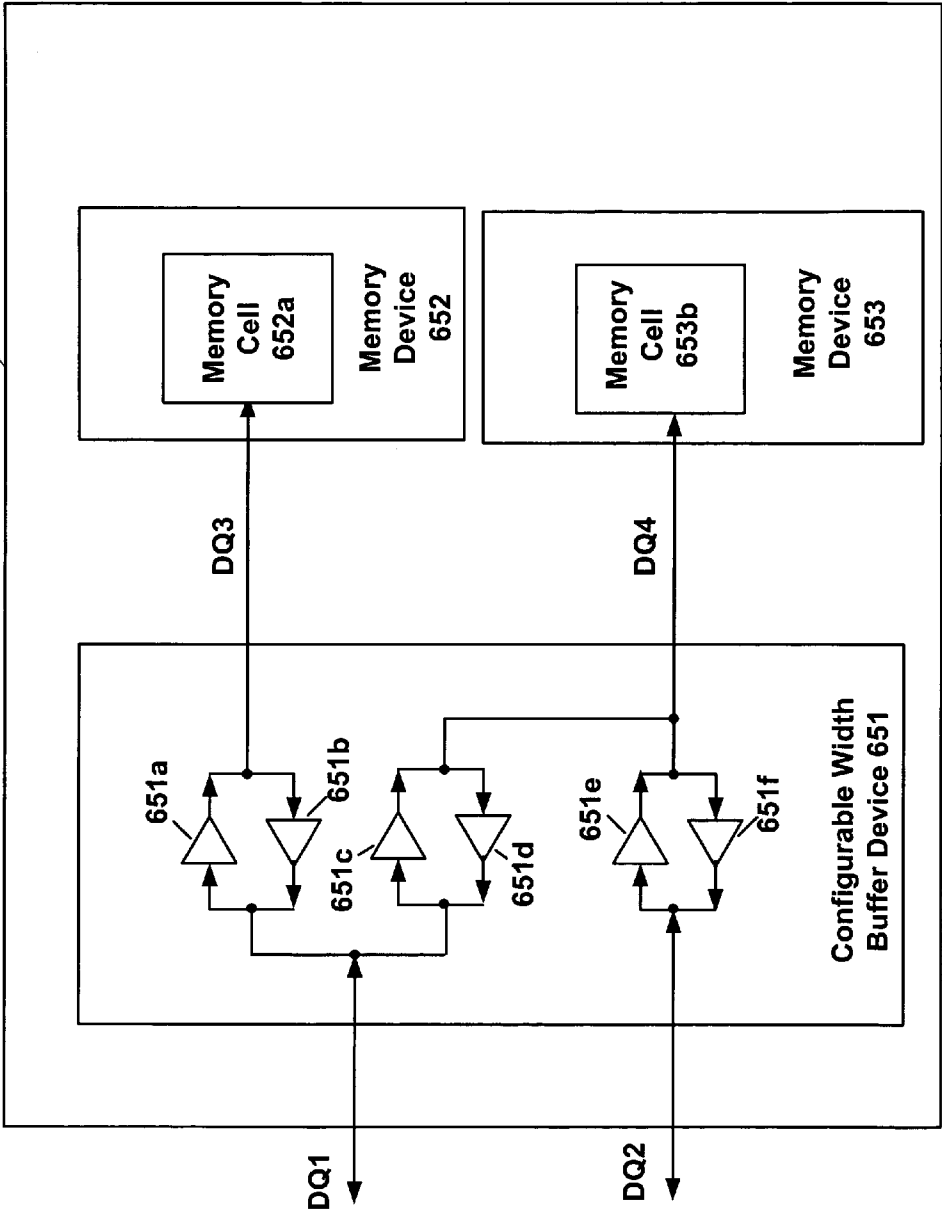 DQ1
DQ2
651a
651b
651c
651d
651e
651f
Configurable Width
Buffer Device 651
DQ3
DQ4
Memory
Cell
652a
Memory
Device
652
Memory
Cell
653b
Memory
Device
653